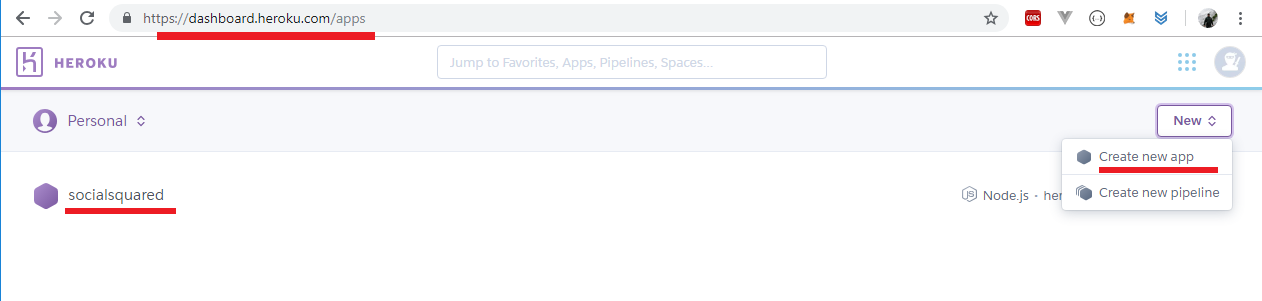 https://dashboard.heroku.com/apps
CORS
HEROKU
Jump to Favorites, Apps, Pipelines, Spaces...
Personal
New
Create new app
socialsquared
Node.js
Create new pipeline